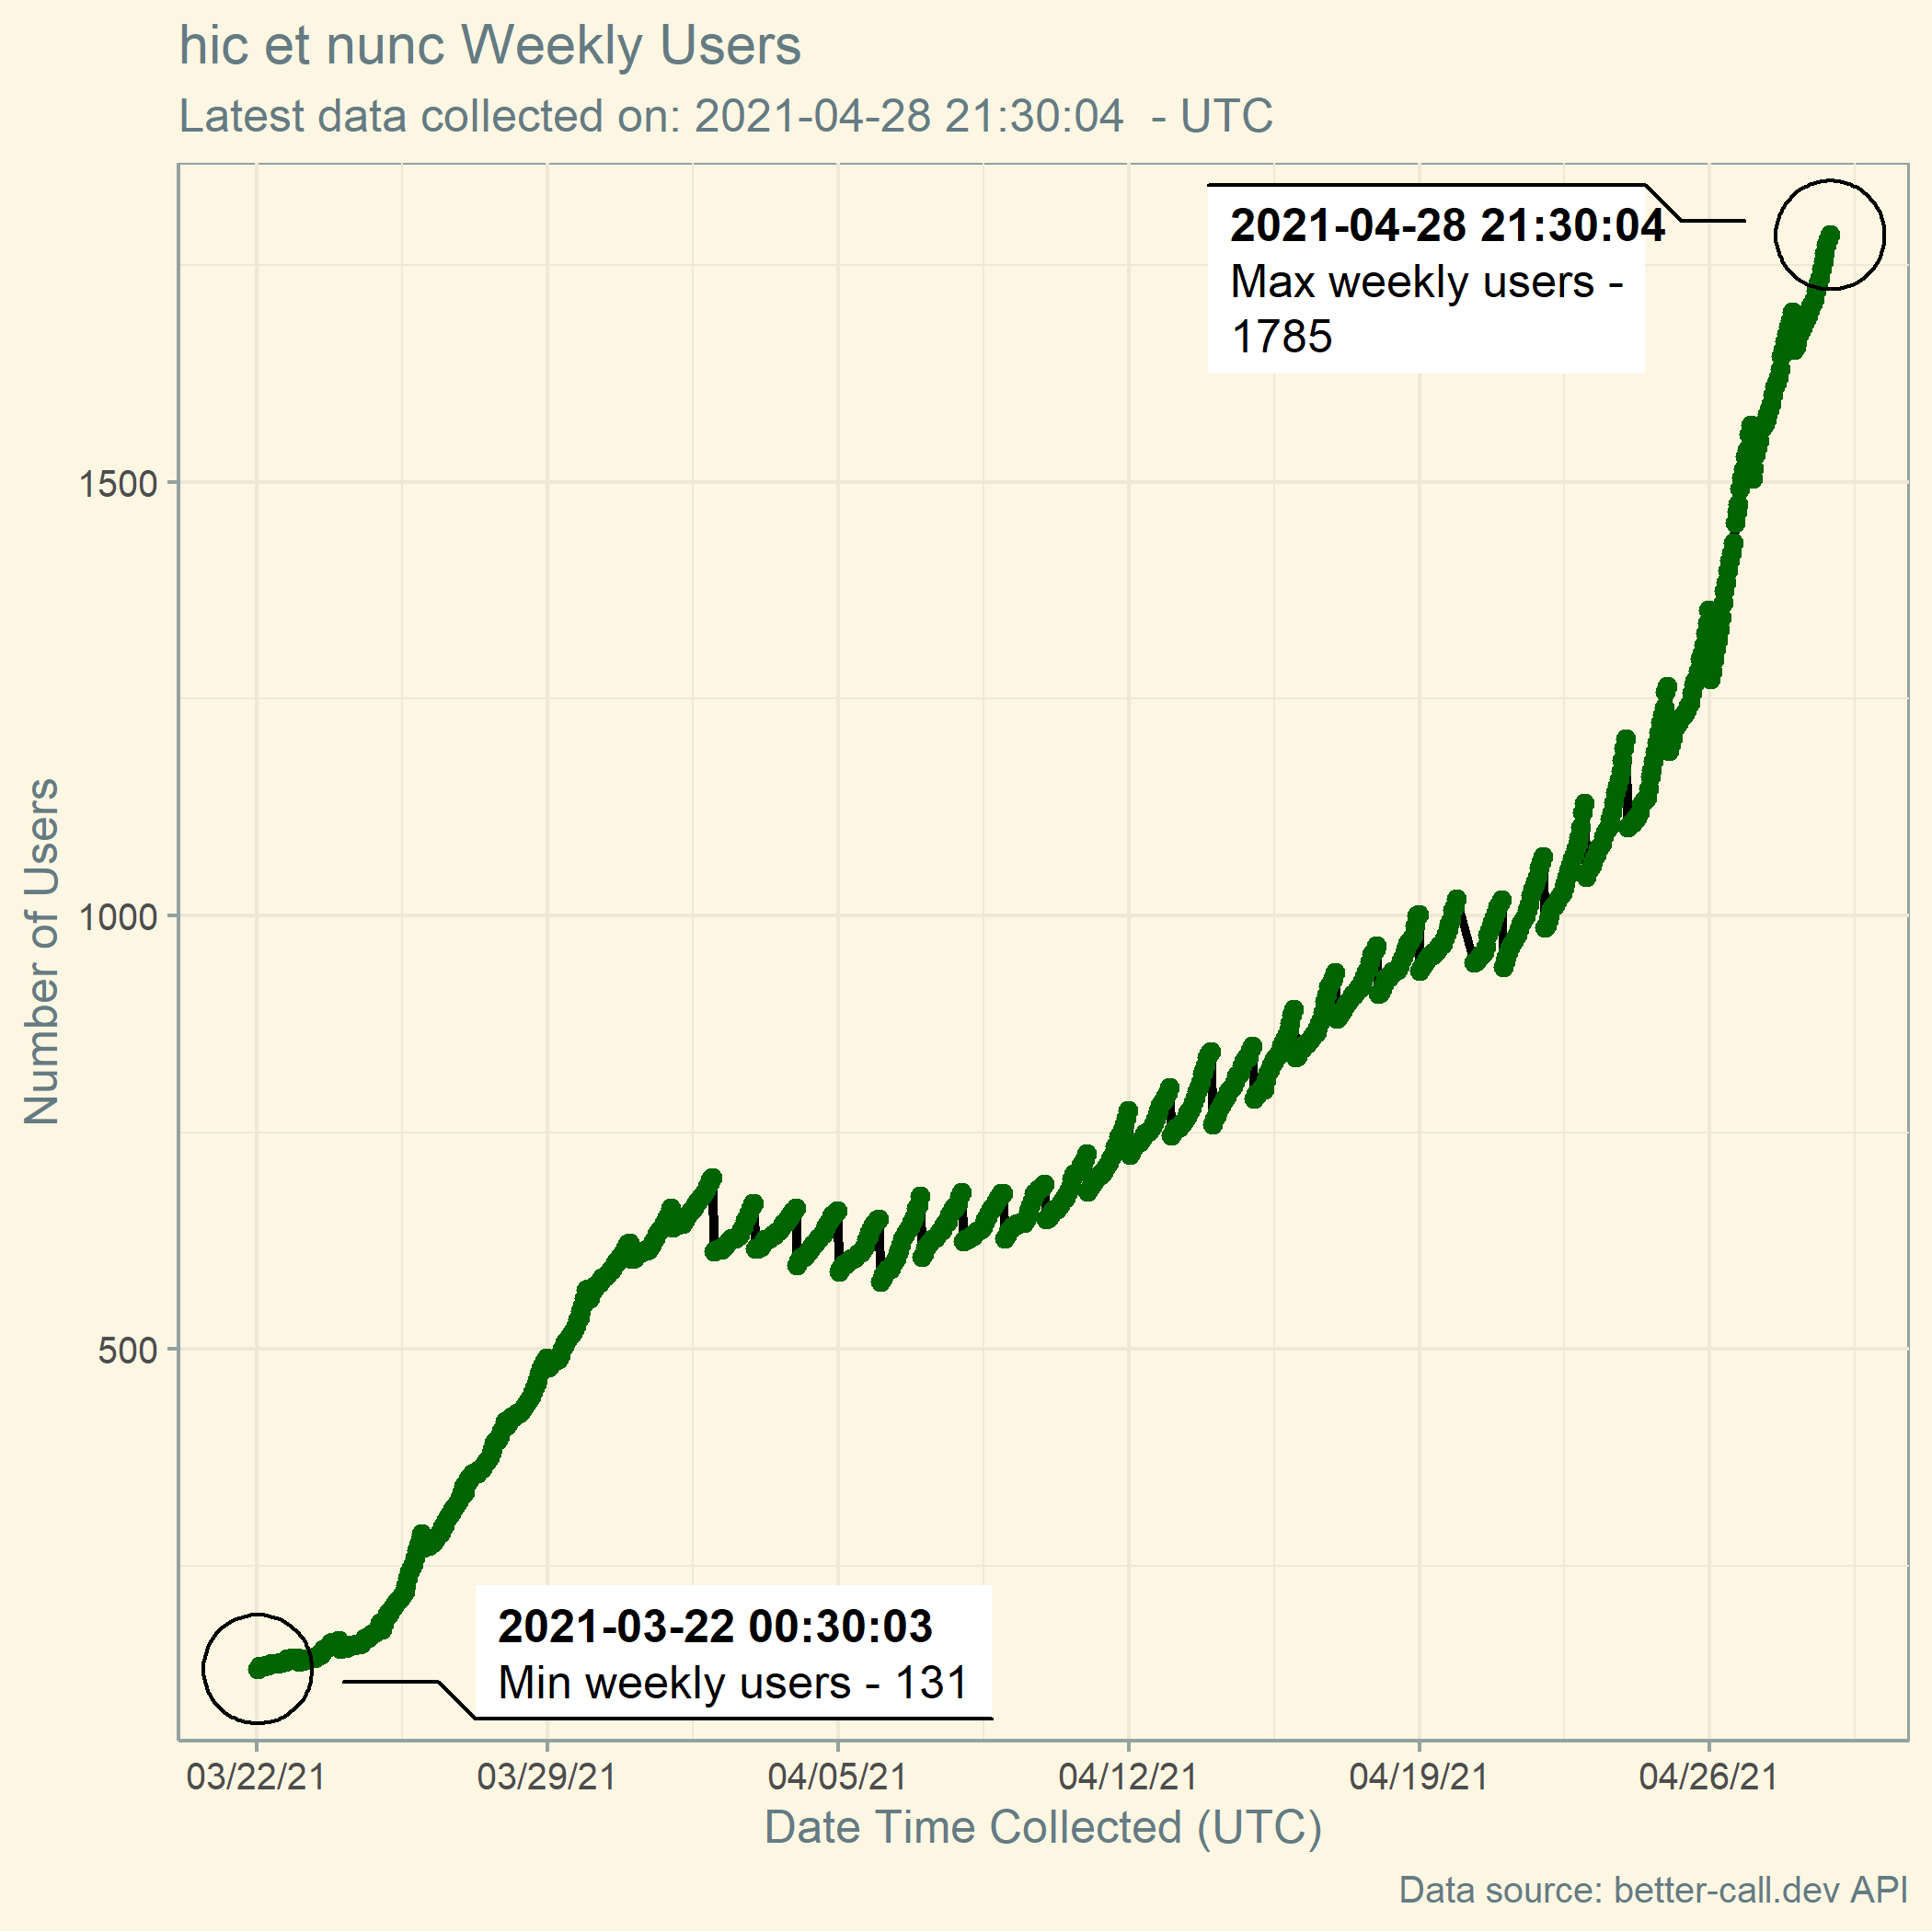 hic et nunc Weekly Users
Latest data collected on: 2021-04-28 21:30:04  - UTC
2021-04-28 21:30:04
Max weekly users -
1785
1500
1000
500
Number of Users
2021-03-22 00:30:03
Min weekly users - 131
03/22/21 03/29/21 04/05/21 04/12/21 04/19/21 04/26/21
Date Time Collected (UTC)
Data source: better-call.dev API